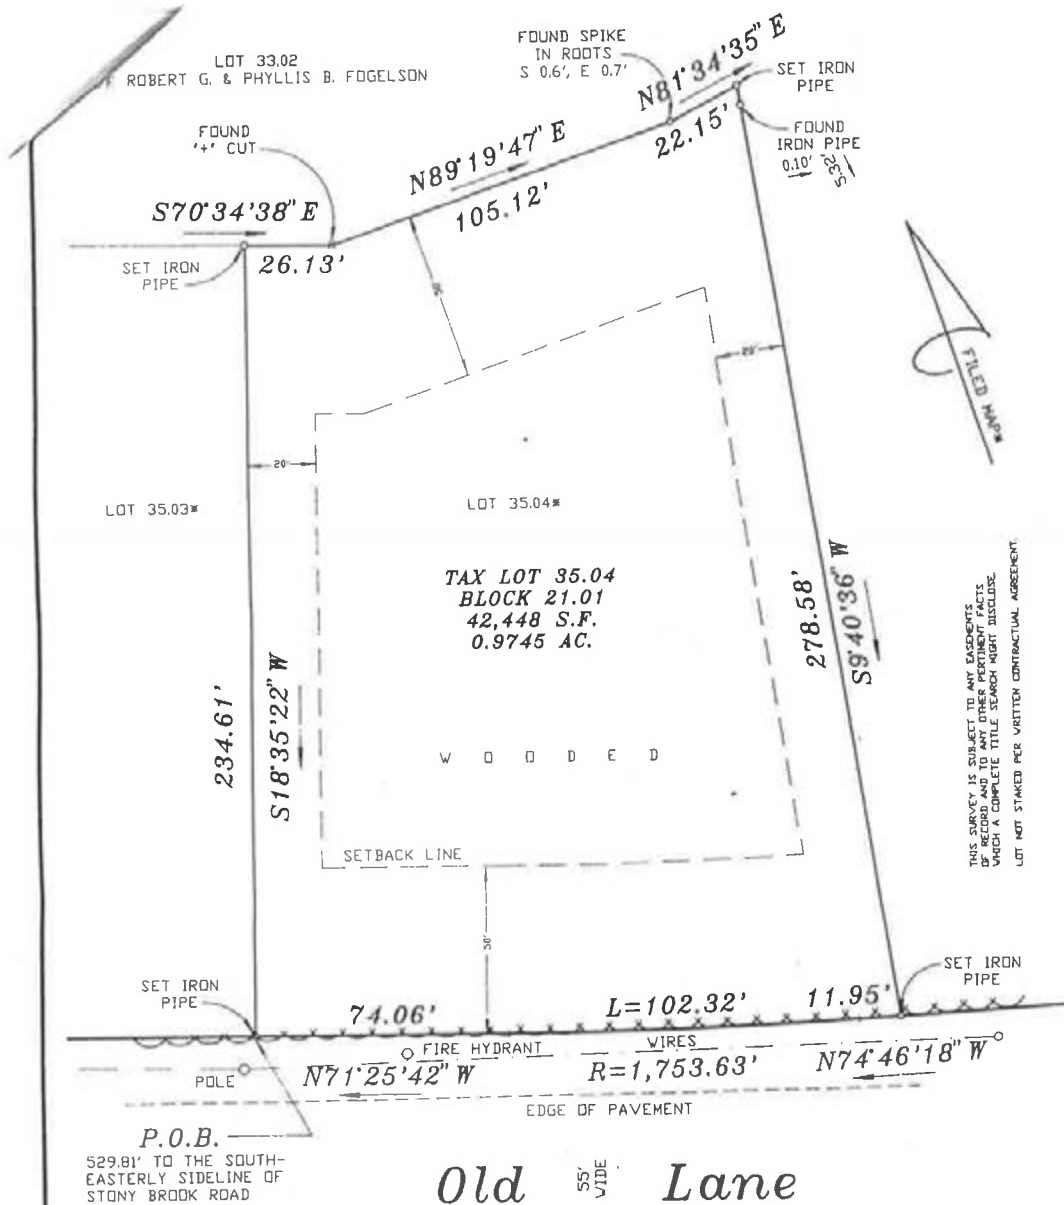 LOT 33.02
ROBERT G. & PHYLLIS B. FOGELSON
FOUND SPIKE
IN ROOTS
S 0.6', E 0.7'
N81°34'35" E
22.15'
SET IRON
PIPE
FOUND
IRON PIPE
0.10'
5.32'
FOUND
'+' CUT
N89°19'47" E
105.12'
S70°34'38" E
26.13'
SET IRON
PIPE
50'
20'
FILED MAP*
20'
LOT 35.03*
LOT 35.04*
TAX LOT 35.04
BLOCK 21.01
42,448 S.F.
0.9745 AC.
278.58'
S9°40'36" W
234.61'
S18°35'22" W
THIS SURVEY IS SUBJECT TO ANY EASEMENTS
OF RECORD AND TO ANY OTHER PERTINENT FACTS
WHICH A COMPLETE TITLE SEARCH MIGHT DISCLOSE.
LOT NOT STAKED PER WRITTEN CONTRACTUAL AGREEMENT.
WOODED
SETBACK LINE
50'
SET IRON
PIPE
SET IRON
PIPE
74.06'
L=102.32'
11.95'
FIRE HYDRANT
WIRES
POLE
N71°25'42" W
R=1,753.63'
N74°46'18" W
EDGE OF PAVEMENT
P.O.B.
529.81' TO THE SOUTH-
EASTERLY SIDELINE OF
STONY BROOK ROAD
Old 55' WIDE Lane